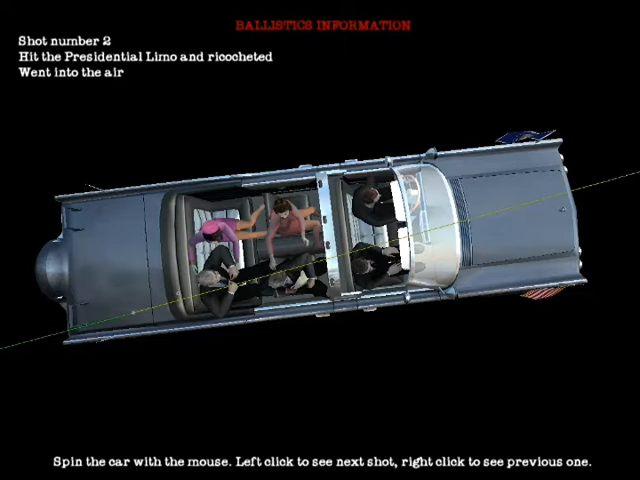 BALLISTICS INFORMATION
Shot number 2
Hit the Presidential Limo and ricocheted
Went into the air
Spin the car with the mouse. Left click to see next shot, right click to see previous one.